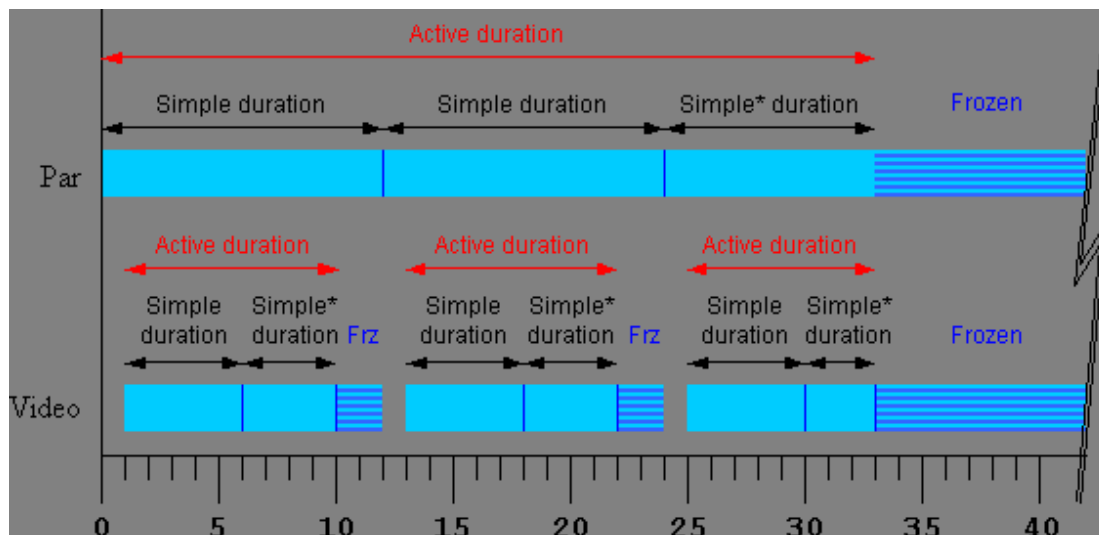 Active duration
Simple duration Simple duration Simple* duration Frozen
Par
Active duration Active duration Active duration
Simple Simple* Simple Simple* Simple Simple*
duration duration Frz duration duration Frz duration duration Frozen
Video
0 5 10 15 20 25 30 35 40